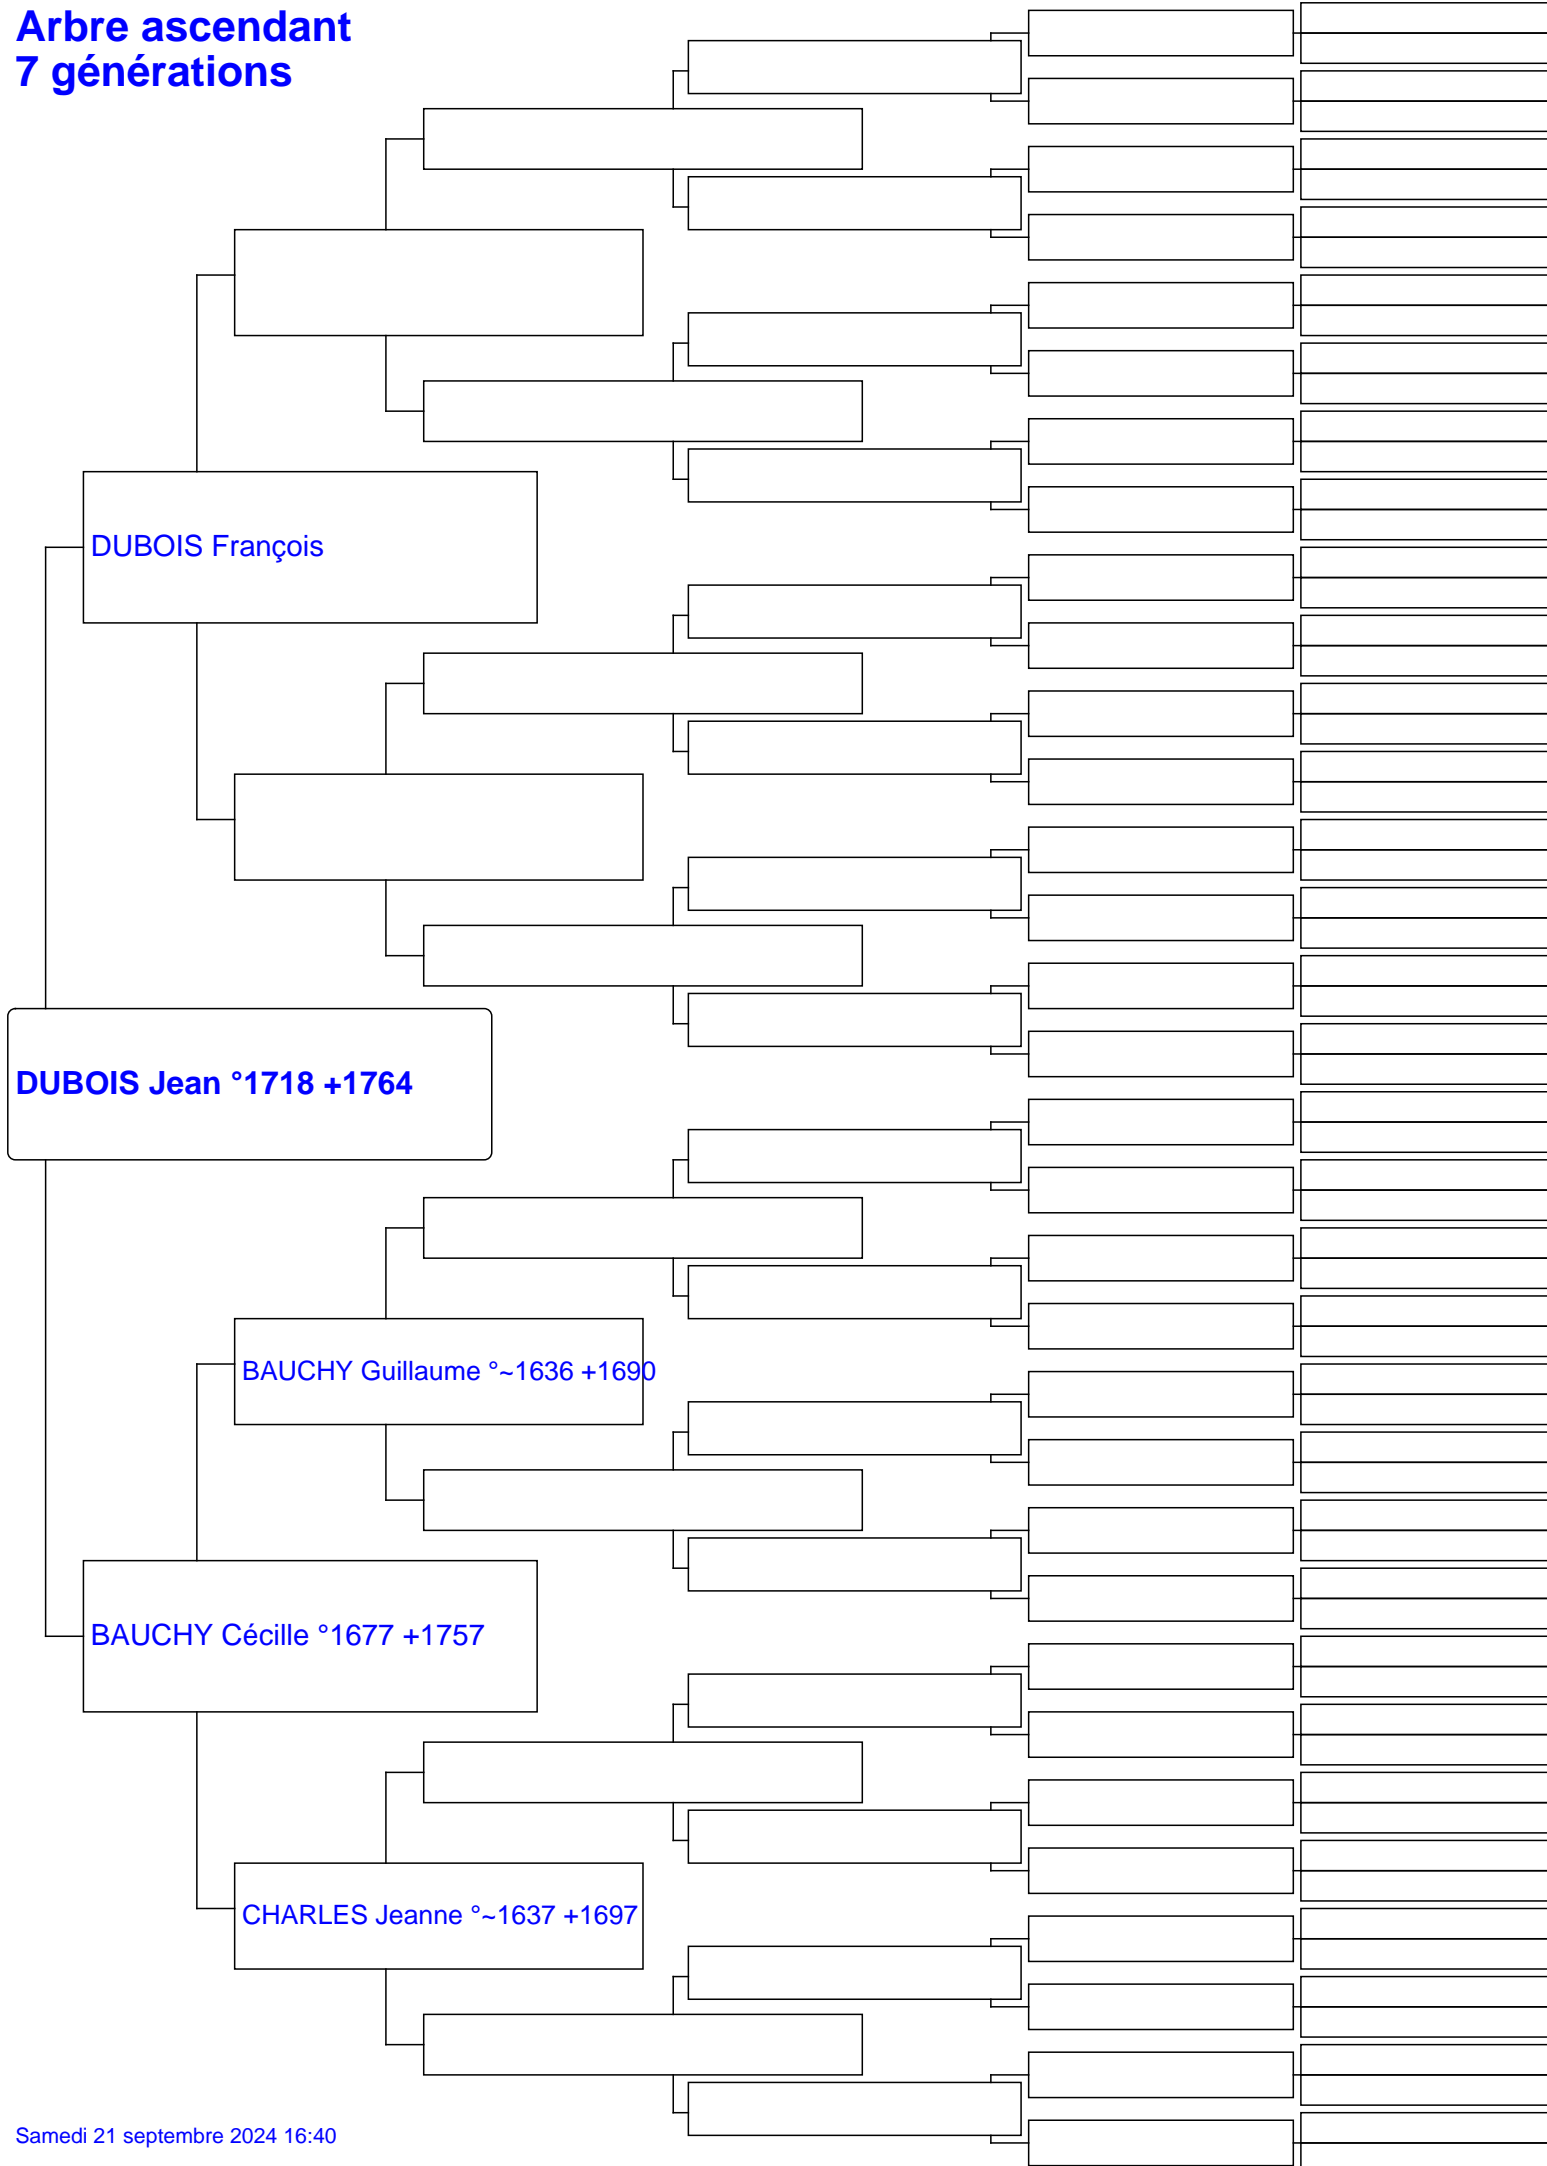 Arbre ascendant
7 générations
DUBOIS François
DUBOIS Jean °1718 +1764
BAUCHY Guillaume °~1636 +1690
BAUCHY Cécille °1677 +1757
CHARLES Jeanne °~1637 +1697
Samedi 21 septembre 2024 16:40